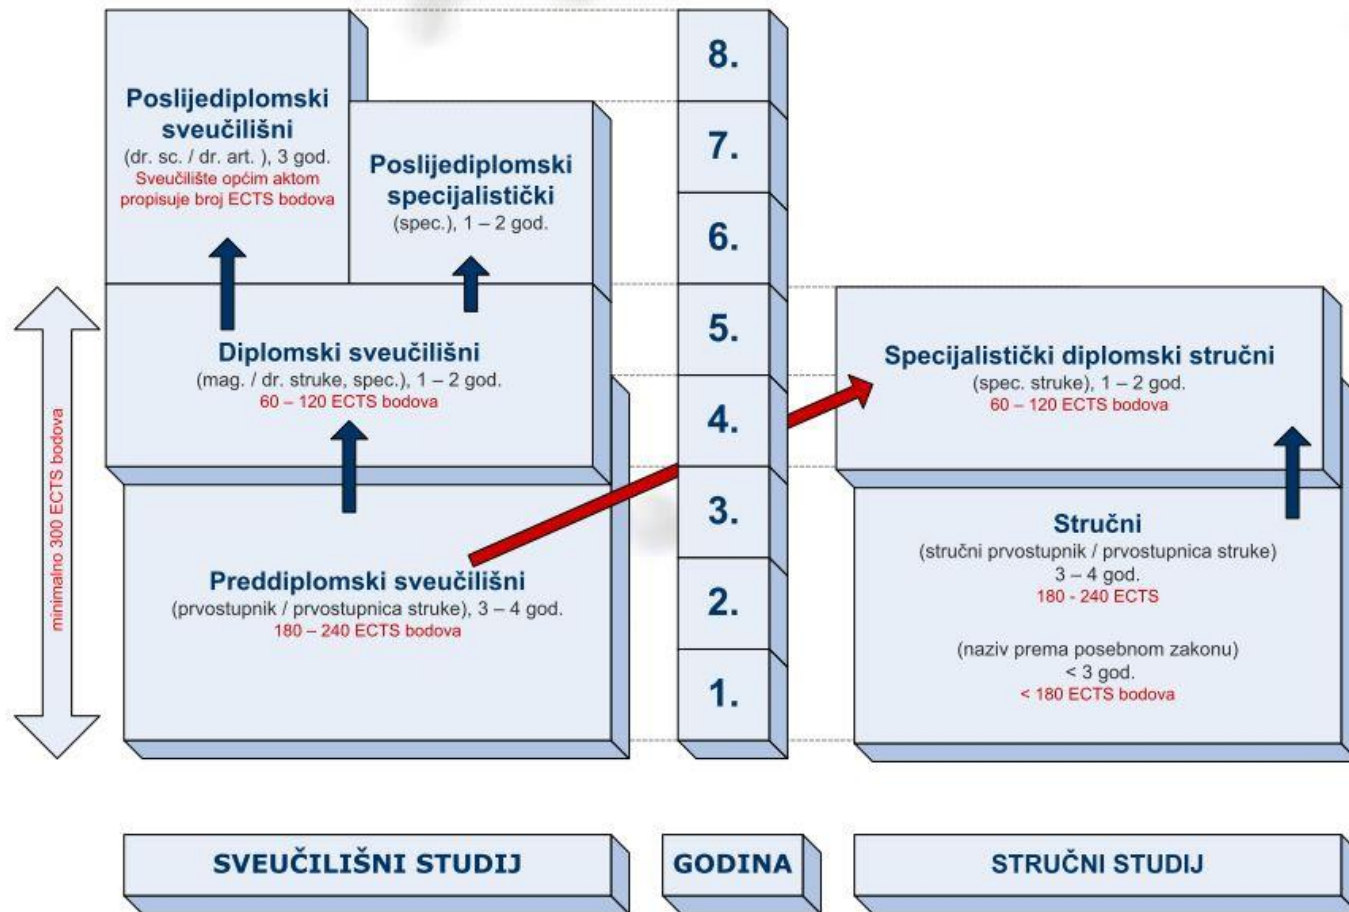 Poslijediplomski
sveučilišni
(dr. sc. / dr. art. ), 3 god.
Sveučilište općim aktom
propisuje broj ECTS bodova
Poslijediplomski
specijalistički
(spec.), 1 – 2 god.
Diplomski sveučilišni
(mag. / dr. struke, spec.), 1 – 2 god.
60 – 120 ECTS bodova
Preddiplomski sveučilišni
(prvostupnik / prvostupnica struke), 3 – 4 god.
180 – 240 ECTS bodova
minimalno 300 ECTS bodova
8.
7.
6.
5.
4.
3.
2.
1.
Specijalistički diplomski stručni
(spec. struke), 1 – 2 god.
60 – 120 ECTS bodova
Stručni
(stručni prvostupnik / prvostupnica struke)
3 – 4 god.
180 - 240 ECTS
(naziv prema posebnom zakonu)
< 3 god.
< 180 ECTS bodova
SVEUČILIŠNI STUDIJ
GODINA
STRUČNI STUDIJ